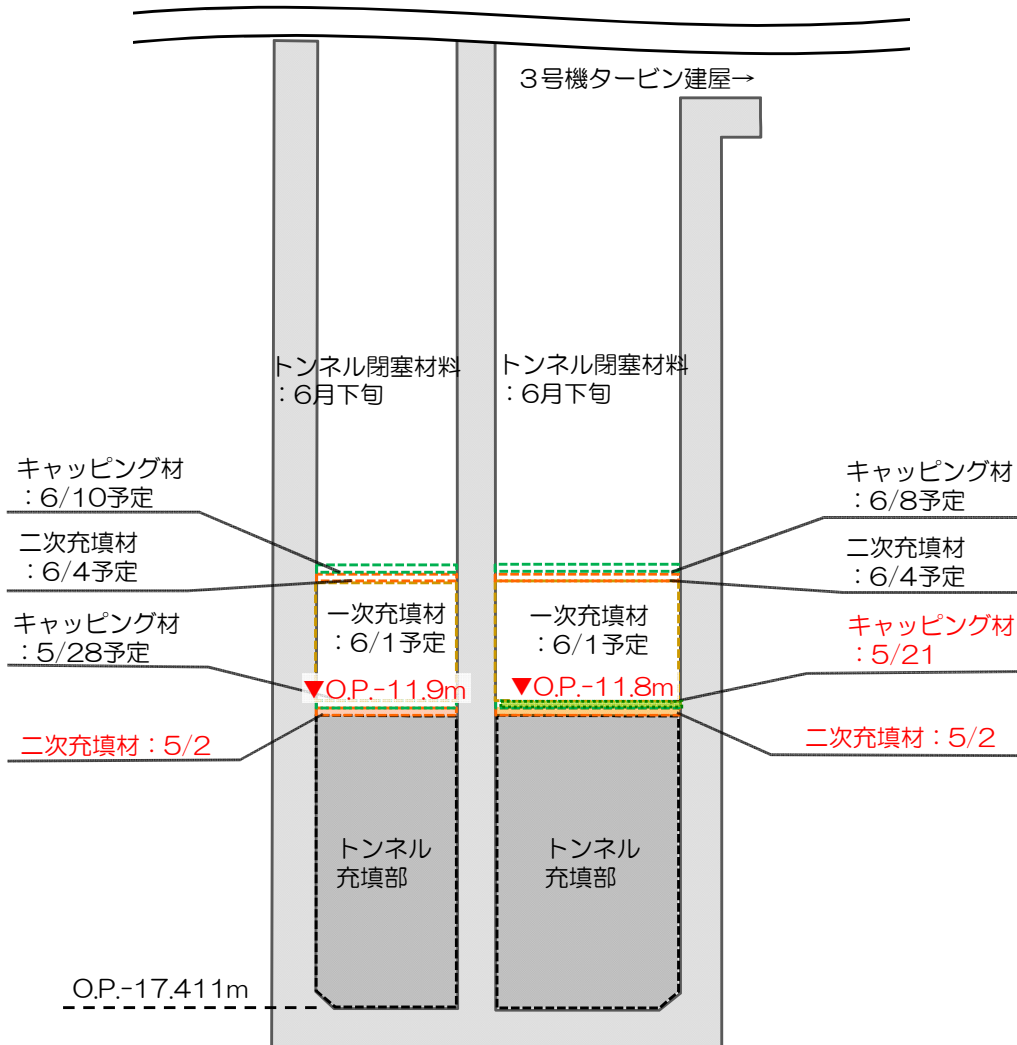 3号機タービン建屋→
トンネル閉塞材料
：6月下旬
トンネル閉塞材料
：6月下旬
キャッピング材
：6/10予定
キャッピング材
：6/8予定
二次充填材
：6/4予定
二次充填材
：6/4予定
一次充填材
：6/1予定
一次充填材
：6/1予定
キャッピング材
：5/28予定
キャッピング材
：5/21
▼O.P.-11.9m
▼O.P.-11.8m
二次充填材：5/2
二次充填材：5/2
トンネル
充填部
トンネル
充填部
O.P.-17.411m